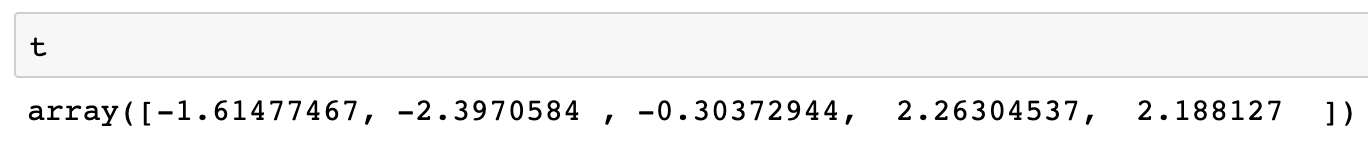 t
array([-1.61477467, -2.3970584 , -0.30372944,  2.26304537,  2.188127  ])